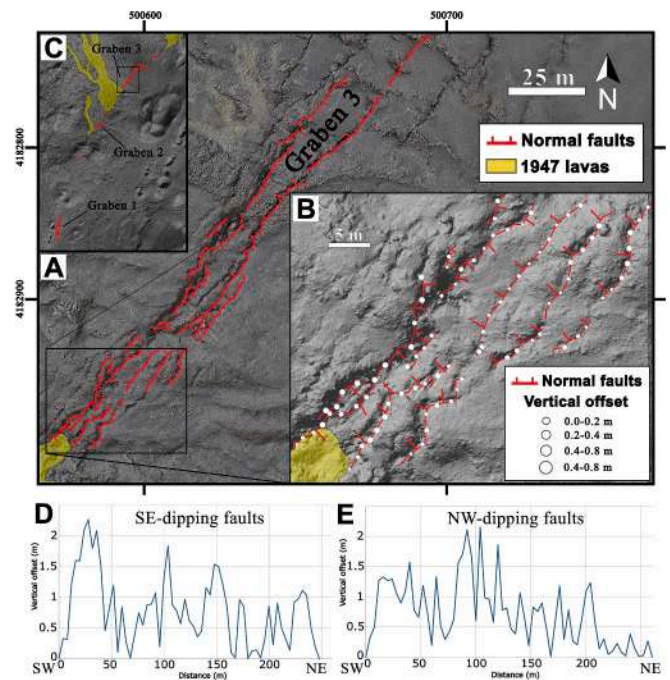 500600
500700
C
Graben 3
Graben 2
Graben 1
25 m
N
Graben 3
Normal faults
1947 lavas
4182800
B
5 m
A
4182900
Normal faults
Vertical offset
0.0-0.2 m
0.2-0.4 m
0.4-0.8 m
0.4-0.8 m
D
SE-dipping faults
Vertical offset (m)
2
1.5
1
0.5
0
0
50
100
150
200
SW
Distance (m)
NE
E
NW-dipping faults
Vertical offset (m)
2
1.5
1
0.5
0
0
50
100
150
200
250
SW
Distance (m)
NE